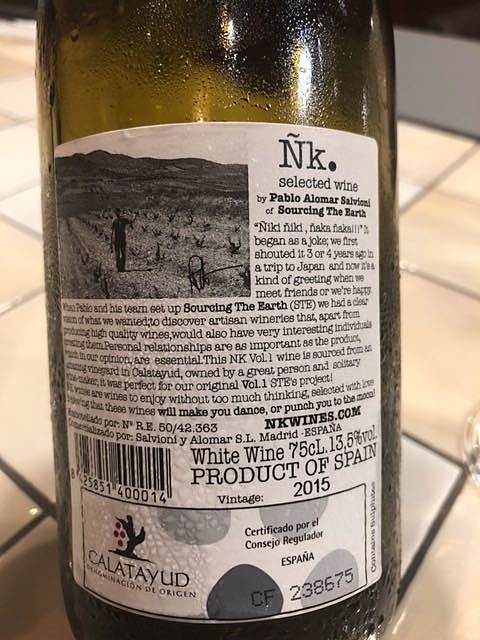 Ñk.
selected wine
by Pablo Alomar Salvioni
of Sourcing The Earth
"Ñiki ñiki, ñaka ñaka!!!" It
began as a joke; we first
shouted it 3 or 4 years ago in
a trip to Japan and now it's a
kind of greeting when we
meet friends or we're happy.
When Pablo and his team set up Sourcing The Earth (STE) we had a clear
of what we wanted;to discover artisan wineries that, apart from
producing high quality wines,would also have very interesting individuals
them.Personal relationships are as important as the product,
in our opinion, are essential.This NK Vol.1 wine is sourced from an
amazing vineyard in Calatayud, owned by a great person and solitary
wine-maker, it was perfect for our original Vol.1 STE's project!
are wines to enjoy without too much thinking, selected with love
that these wines will make you dance, or punch you to the moon!
NKWINES.COM
por: Nº R.E. 50/42.363
Comercializado por: Salvioni y Alomar S.L. Madrid -ESPAÑA
White Wine 75cL.13,5%vol.
PRODUCT OF SPAIN
8 425851 400014
Vintage: 2015
Certificado por el
Consejo Regulador
ESPAÑA
CALATAYUD
DENOMINACIÓN DE ORIGEN
CF 238675
Contains Sulphites